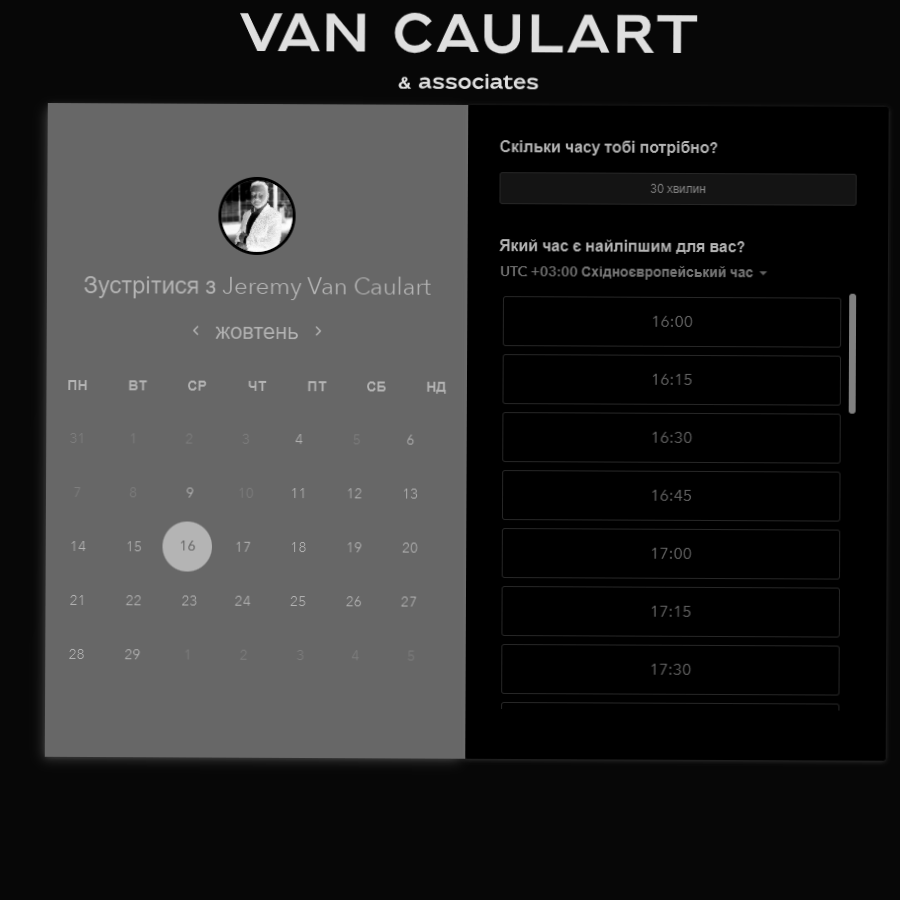 VAN CAULART
& associates
Зустрітися з Jeremy Van Caulart
жовтень
ПН ВТ СР ЧТ ПТ СБ НД
31 1 2 3 4 5 6
7 8 9 10 11 12 13
14 15 16 17 18 19 20
21 22 23 24 25 26 27
28 29 1 2 3 4 5
Скільки часу тобі потрібно?
30 хвилин
Який час є найліпшим для вас?
UTC +03:00 Східноєвропейський час
16:00
16:15
16:30
16:45
17:00
17:15
17:30